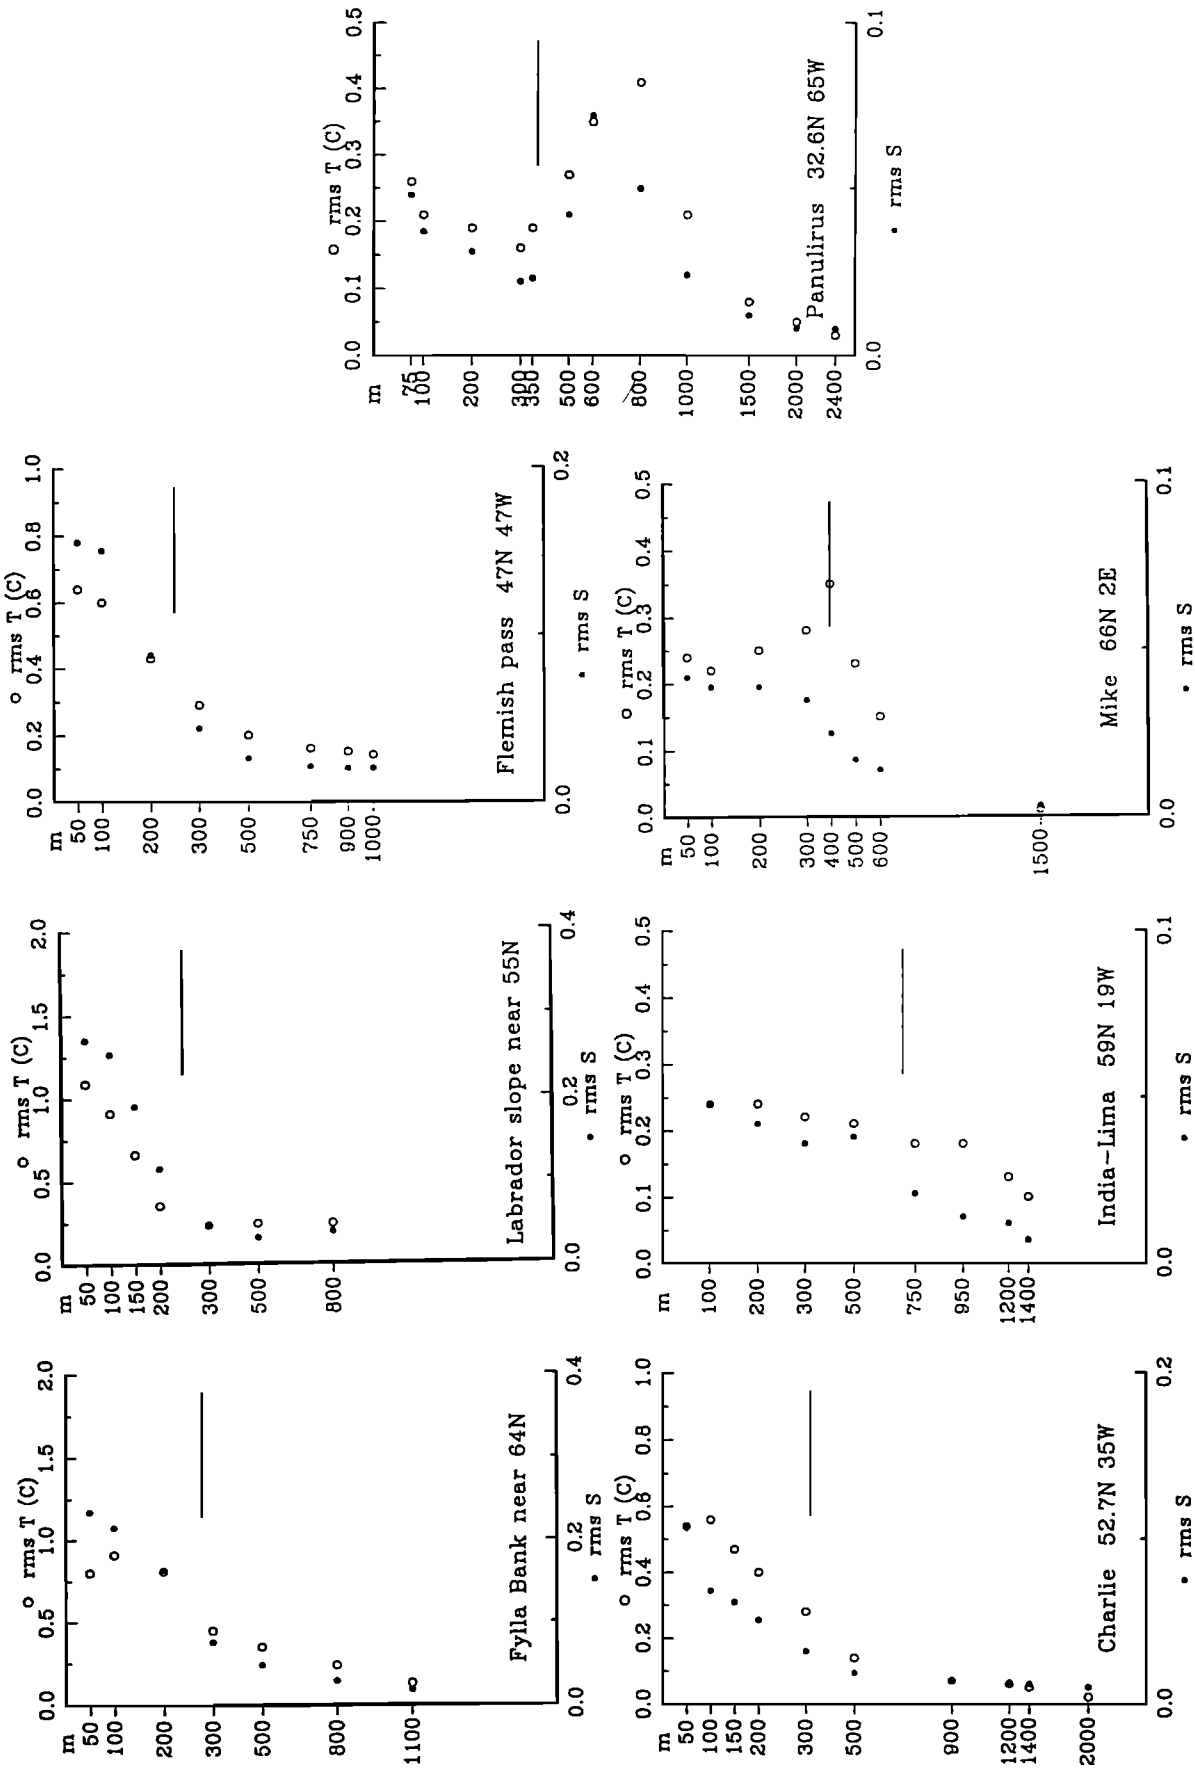 ○ rms T (C)
0.0 0.5 1.0 1.5 2.0
m
50
100
200
300
500
800
1100
Fylla Bank near 64N
0.0 0.2 0.4
• rms S
○ rms T (C)
0.0 0.5 1.0 1.5 2.0
m
50
100
150
200
300
500
800
Labrador slope near 55N
0.0 0.2 0.4
• rms S
○ rms T (C)
0.0 0.2 0.4 0.6 0.8 1.0
m
50
100
200
300
500
750
900
1000
Flemish pass 47N 47W
0.0 0.2
• rms S
○ rms T (C)
0.0 0.1 0.2 0.3 0.4 0.5
m
75
100
200
300
350
500
600
800
1000
1500
2000
2400
Panulirus 32.6N 65W
0.0 0.1
• rms S
○ rms T (C)
0.0 0.2 0.4 0.6 0.8 1.0
m
50
100
150
200
300
500
900
1200
1400
2000
Charlie 52.7N 35W
0.0 0.2
• rms S
○ rms T (C)
0.0 0.1 0.2 0.3 0.4 0.5
m
100
200
300
500
750
950
1200
1400
India-Lima 59N 19W
0.0 0.1
• rms S
○ rms T (C)
0.0 0.1 0.2 0.3 0.4 0.5
m
50
100
200
300
400
500
600
1500
Mike 66N 2E
0.0 0.1
• rms S